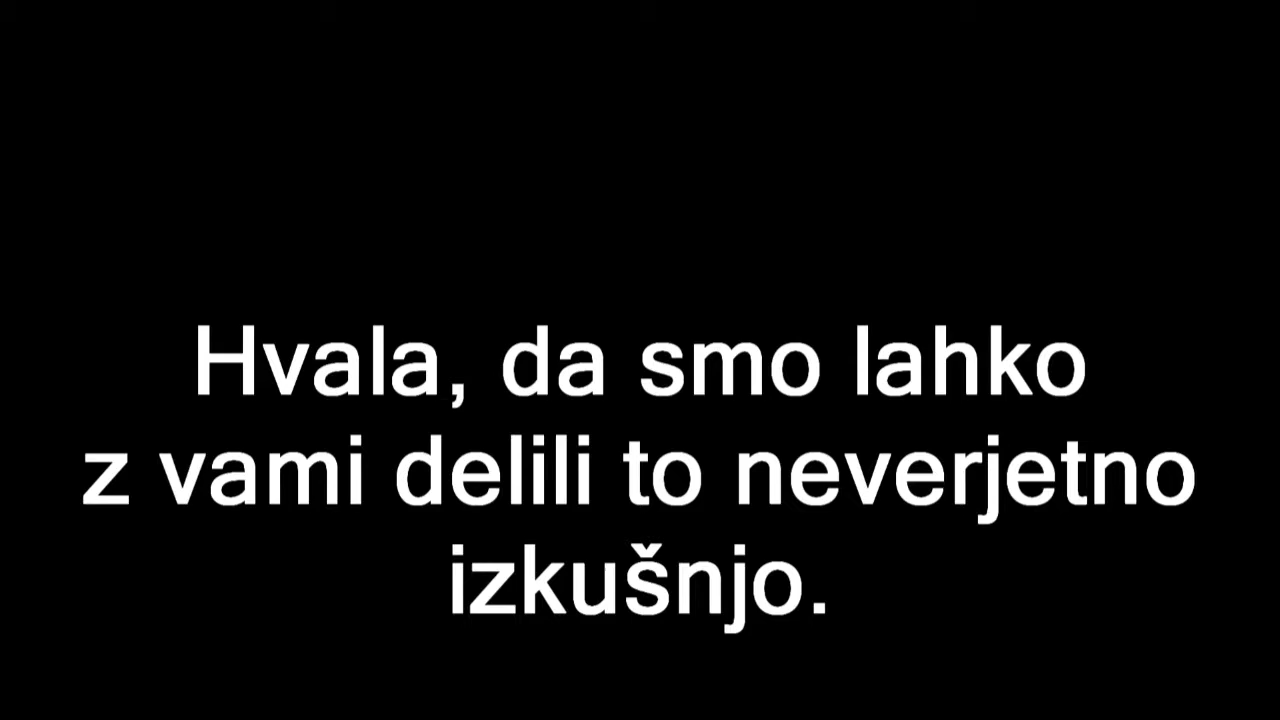 Hvala, da smo lahko
z vami delili to neverjetno
izkušnjo.